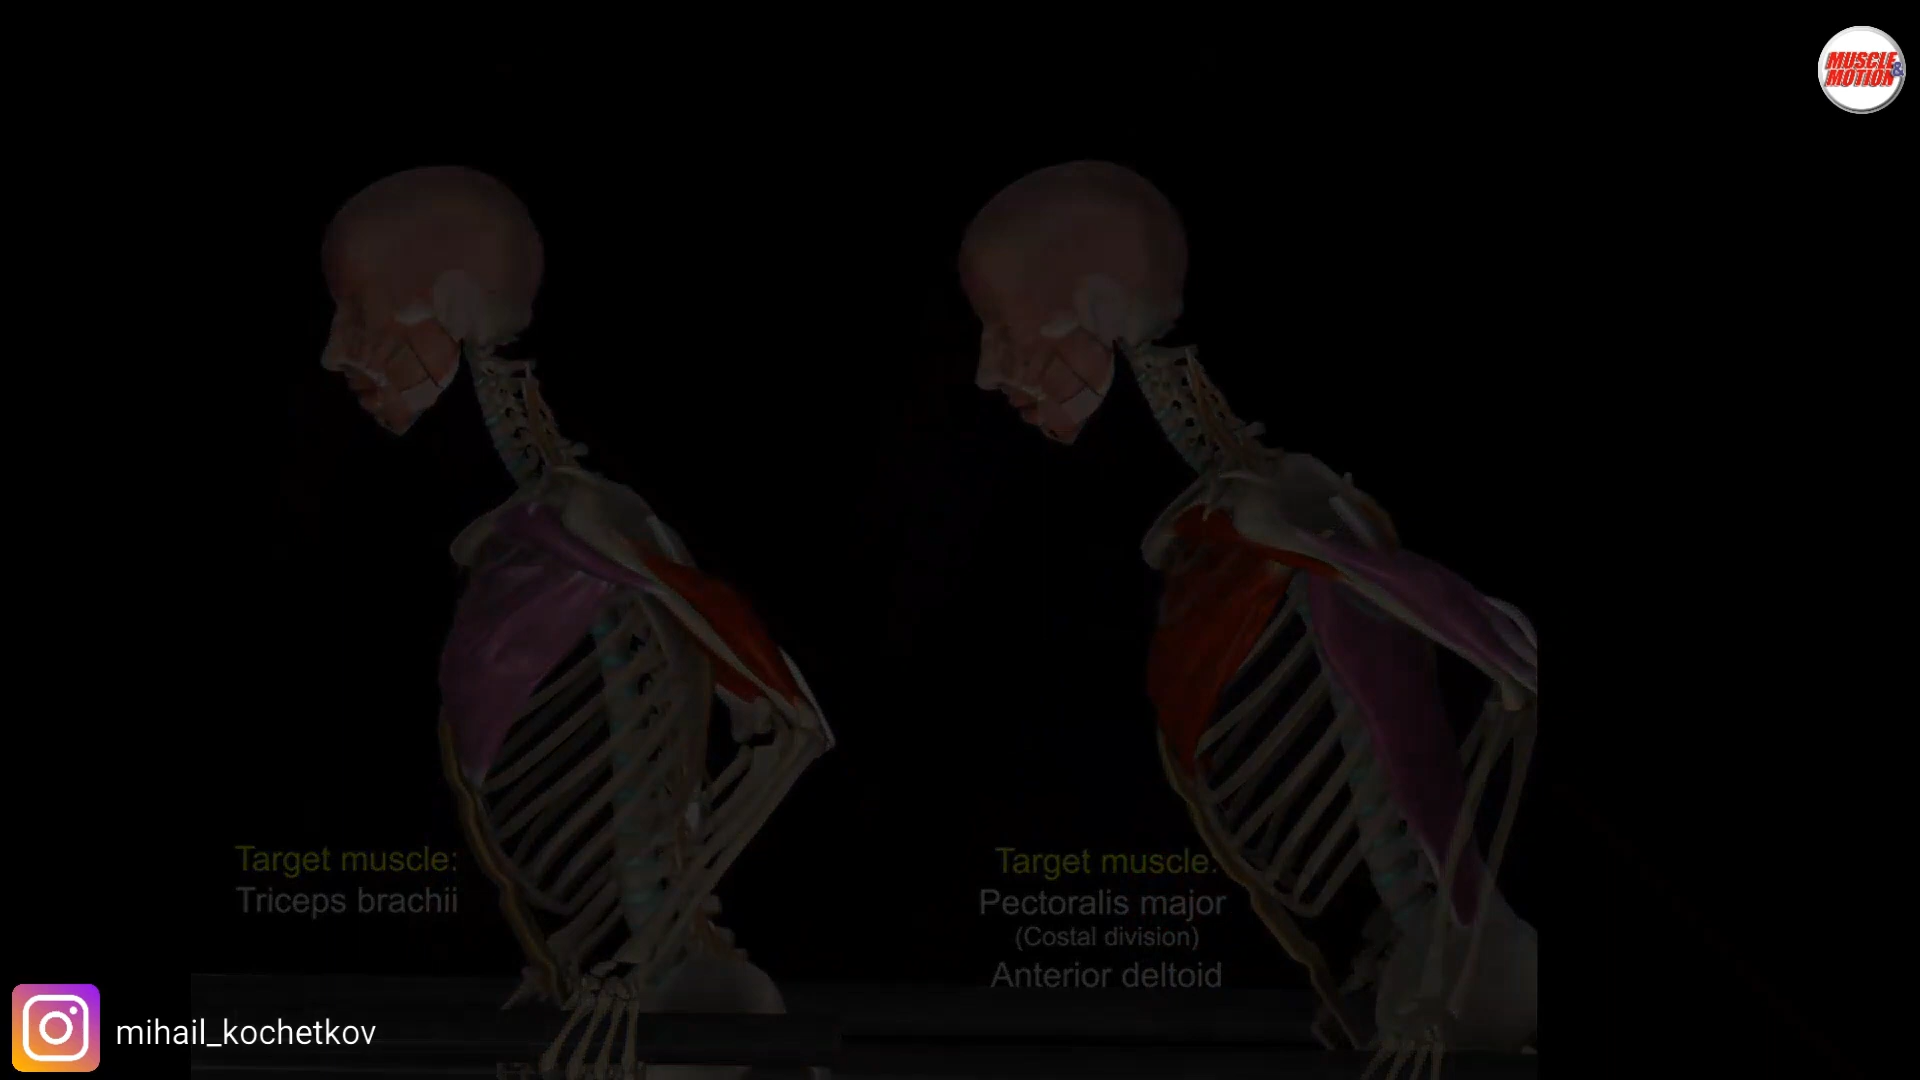 MUSCLE &
MOTION
Target muscle:
Triceps brachii
Target muscle:
Pectoralis major
(Costal division)
Anterior deltoid
mihail_kochetkov